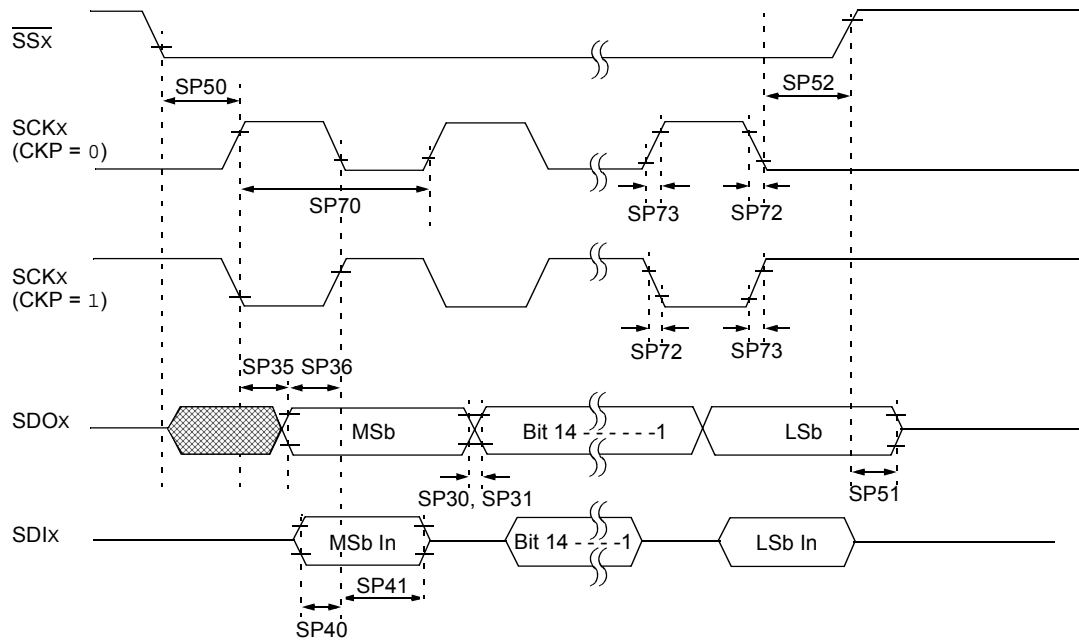 SSx
SP50
SP52
SCKx
(CKP = 0)
SP70
SP73
SP72
SCKx
(CKP = 1)
SP72
SP73
SP35
SP36
SDOx
MSb
Bit 14 - - - - - -1
LSb
SP30, SP31
SP51
SDIx
MSb In
Bit 14 - - - - -1
LSb In
SP41
SP40